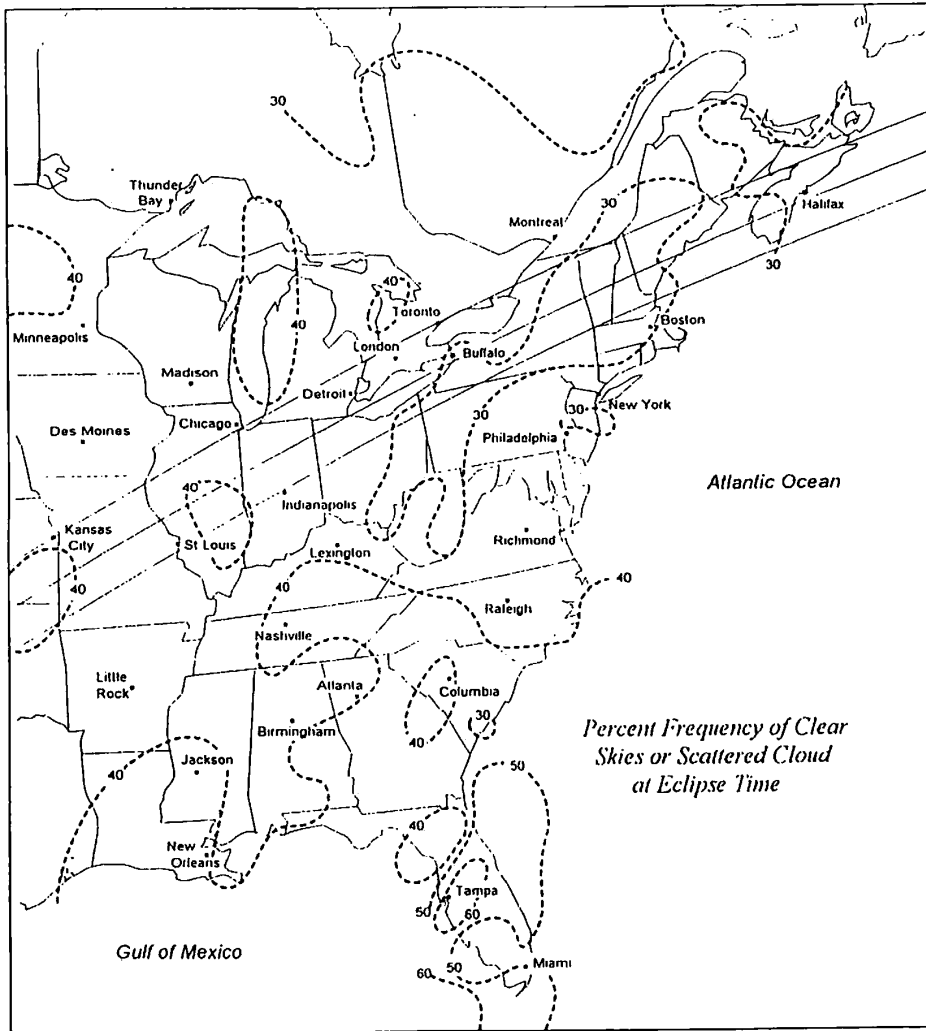 30
Thunder
Bay
Montreal
30
Halifax
30
40
40
Toronto
40
Minneapolis
London
Buffalo
Boston
Madison
Detroit
Chicago
30
30
New York
Des Moines
Philadelphia
40
Indianapolis
Atlantic Ocean
Kansas
City
St Louis
Lexington
Richmond
40
40
40
Raleigh
Nashville
Little
Rock
Atlanta
Columbia
Birmingham
40
30
Percent Frequency of Clear
Skies or Scattered Cloud
at Eclipse Time
40
Jackson
50
40
New
Orleans
Tampa
50
60
Gulf of Mexico
50
Miami
60